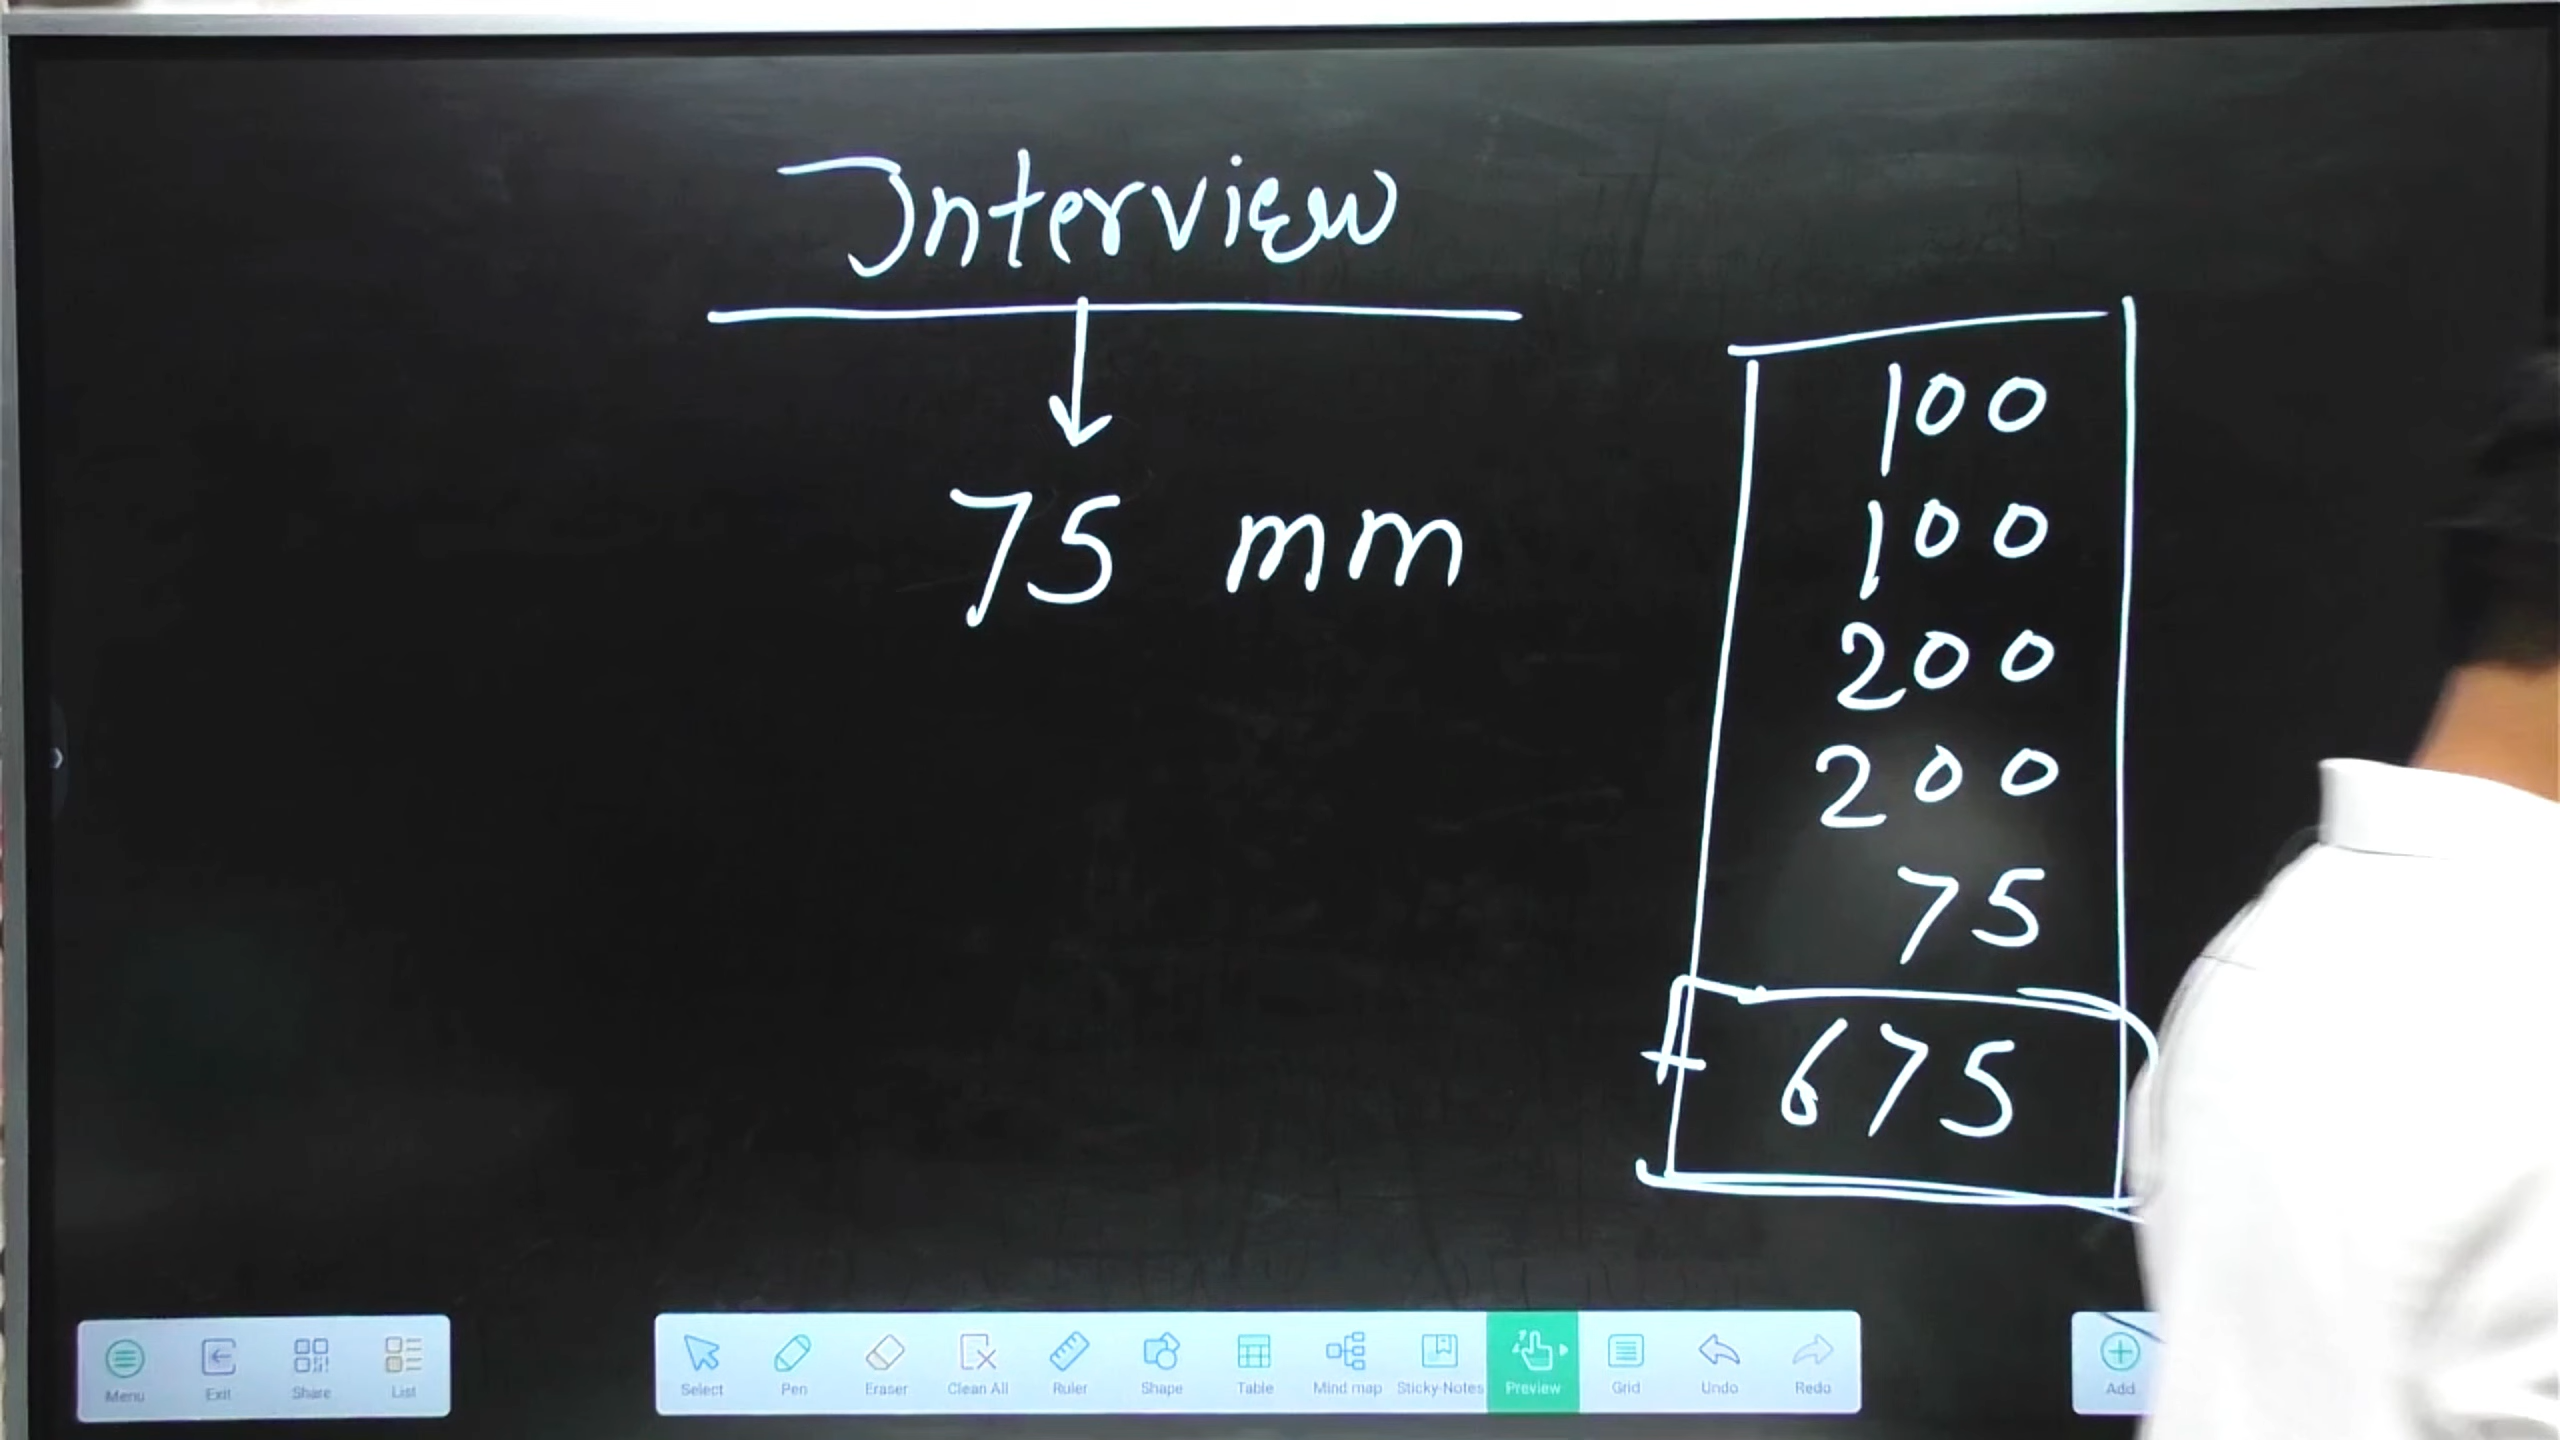 Interview
75 mm
100
100
200
200
75
675
Menu Exit Share List
Select Pen Eraser Clean All Ruler Shape Table Mind map Sticky Notes Preview Grid Undo Redo
Add